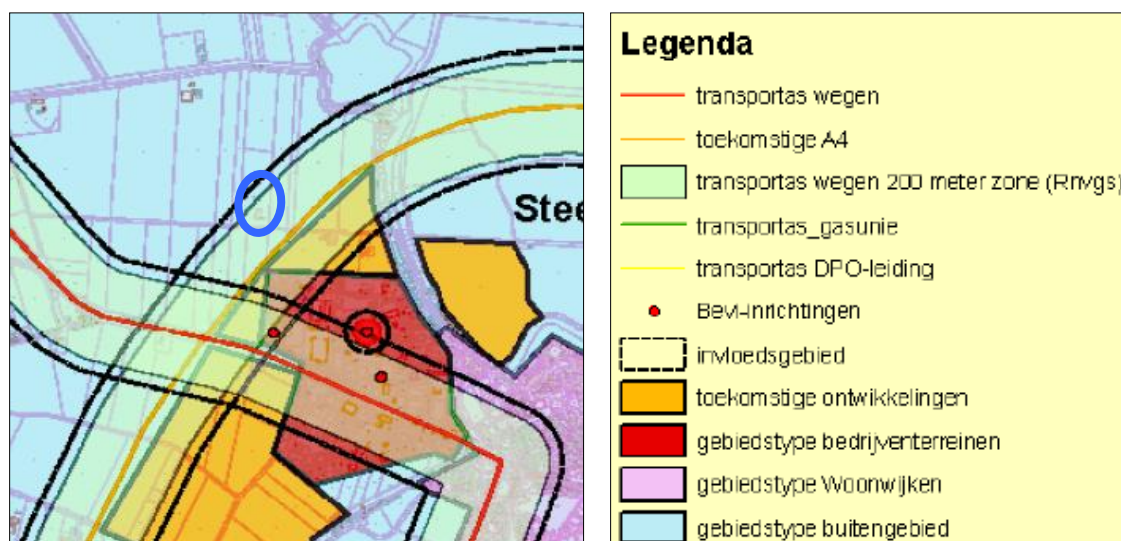 Stee
Legenda
transportas wegen
toekomstige A4
transportas wegen 200 meter zone (Rnvgs)
transportas_gasunie
transportas DPO-leiding
Bevi-inrichtingen
invloedsgebied
toekomstige ontwikkelingen
gebiedstype bedrijventerreinen
gebiedstype Woonwijken
gebiedstype buitengebied